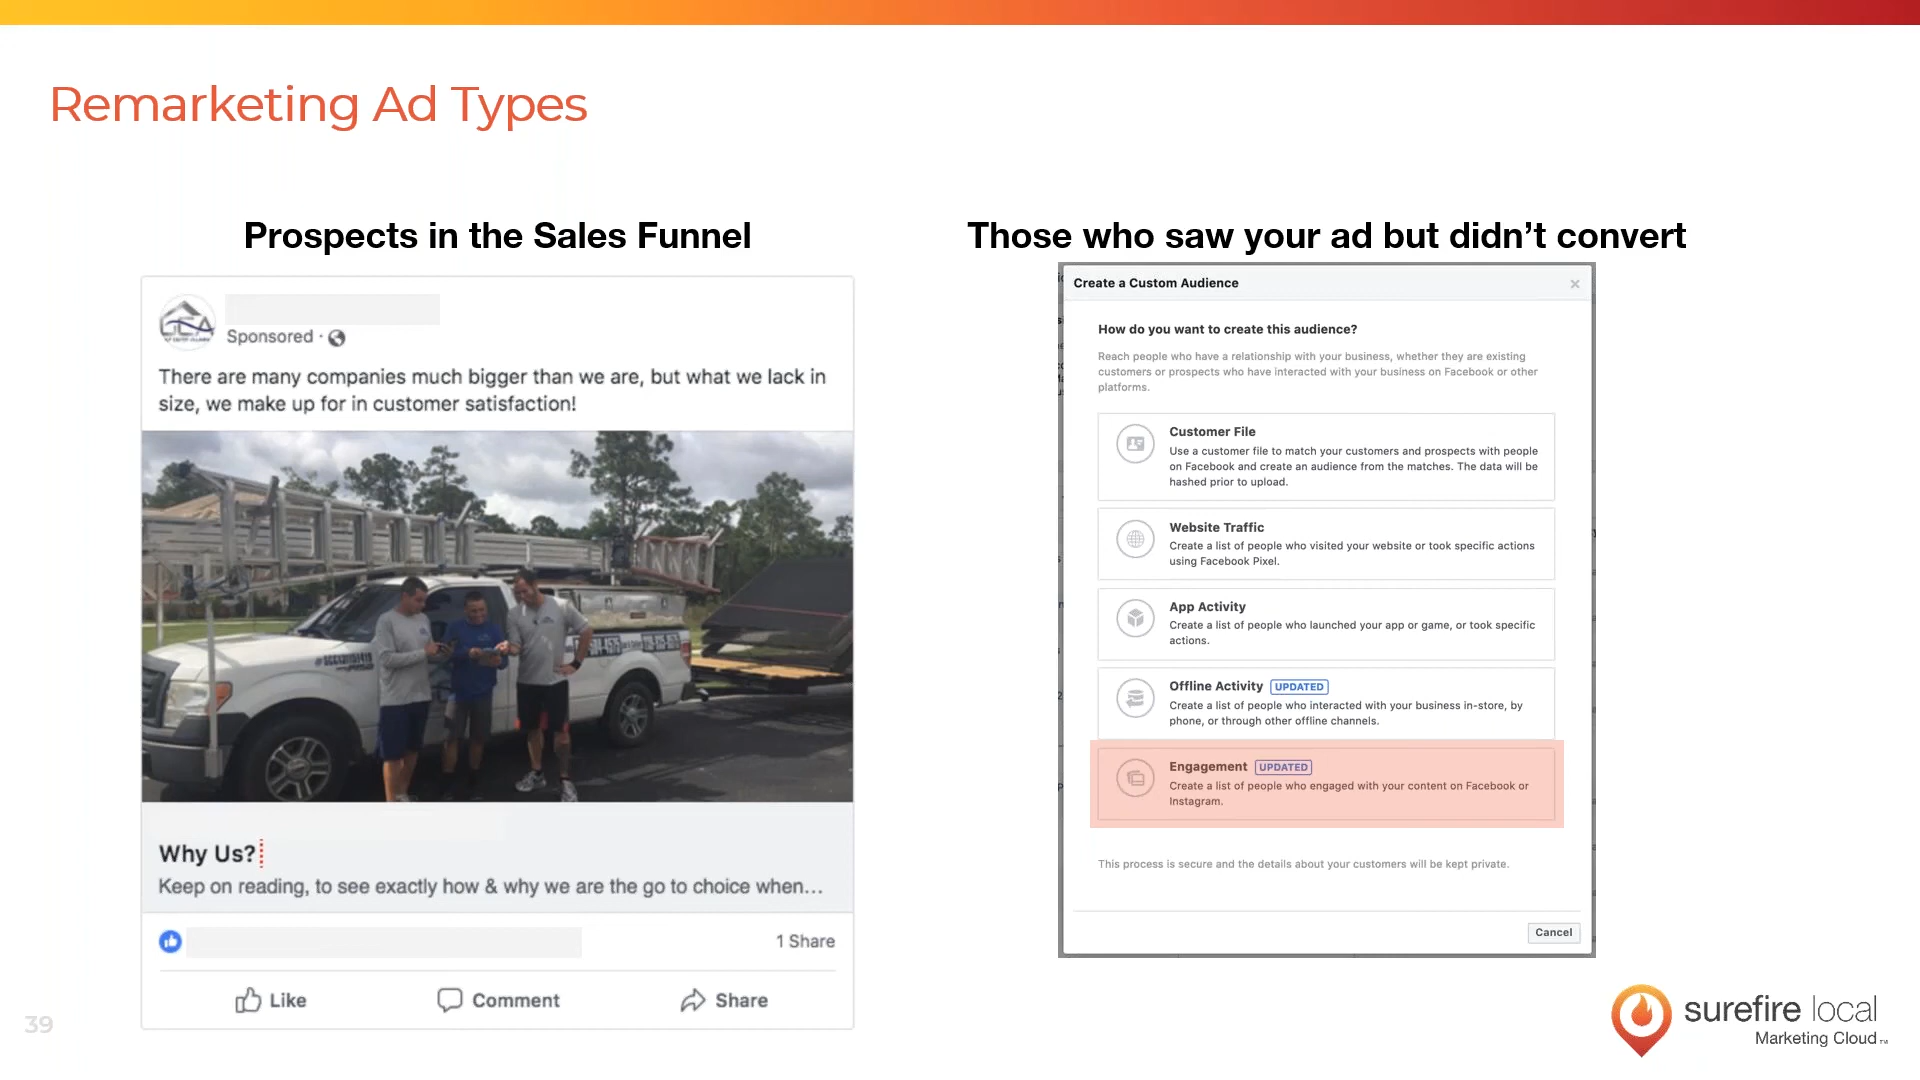 Remarketing Ad Types
Prospects in the Sales Funnel
Sponsored ·
There are many companies much bigger than we are, but what we lack in
size, we make up for in customer satisfaction!
Why Us?
Keep on reading, to see exactly how & why we are the go to choice when...
1 Share
Like
Comment
Share
Those who saw your ad but didn’t convert
Create a Custom Audience
×
How do you want to create this audience?
Reach people who have a relationship with your business, whether they are existing
customers or prospects who have interacted with your business on Facebook or other
platforms.
Customer File
Use a customer file to match your customers and prospects with people
on Facebook and create an audience from the matches. The data will be
hashed prior to upload.
Website Traffic
Create a list of people who visited your website or took specific actions
using Facebook Pixel.
App Activity
Create a list of people who launched your app or game, or took specific
actions.
Offline Activity UPDATED
Create a list of people who interacted with your business in-store, by
phone, or through other offline channels.
Engagement UPDATED
Create a list of people who engaged with your content on Facebook or
Instagram.
This process is secure and the details about your customers will be kept private.
Cancel
39
surefire local
Marketing Cloud™